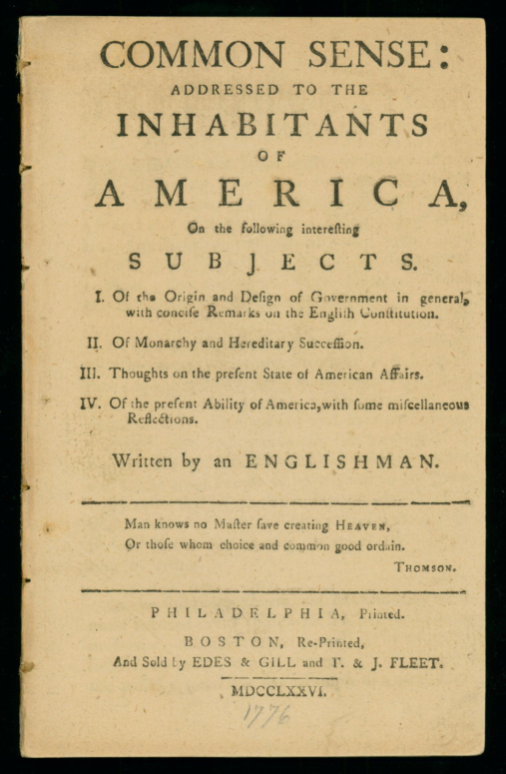 COMMON SENSE:
ADDRESSED TO THE
INHABITANTS
OF
AMERICA,
On the following intereſting
SUBJECTS.
I. Of the Origin and Deſign of Government in general,
with conciſe Remarks on the Engliſh Conſtitution.
II. Of Monarchy and Hereditary Succeſſion.
III. Thoughts on the preſent State of American Affairs.
IV. Of the preſent Ability of America, with ſome miſcellaneous
Reflections.
Written by an ENGLISHMAN.
Man knows no Maſter ſave creating HEAVEN,
Or thoſe whom choice and common good ordain.
THOMSON.
PHILADELPHIA, Printed.
BOSTON, Re-Printed,
And Sold by EDES & GILL and T. & J. FLEET.
MDCCLXXVI.
1776